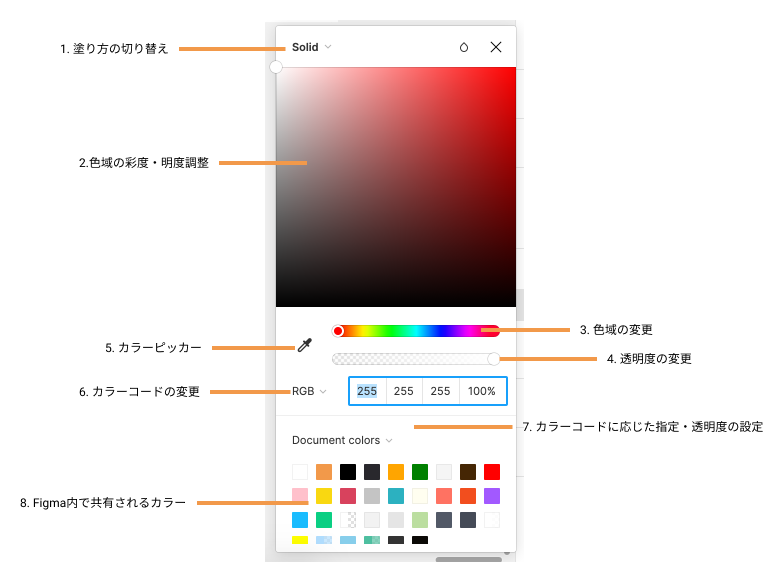 1. 塗り方の切り替え
Solid
2.色域の彩度・明度調整
3. 色域の変更
5. カラーピッカー
4. 透明度の変更
6. カラーコードの変更
RGB 255 255 255 100%
7. カラーコードに応じた指定・透明度の設定
Document colors
8. Figma内で共有されるカラー